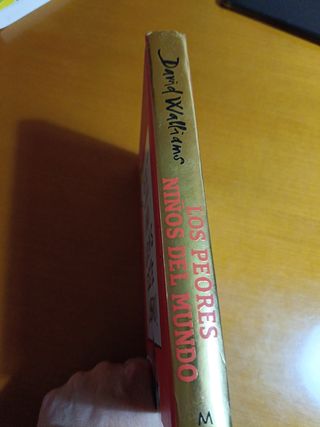 David Walliams
LOS PEORES
NIÑOS DEL MUNDO
M